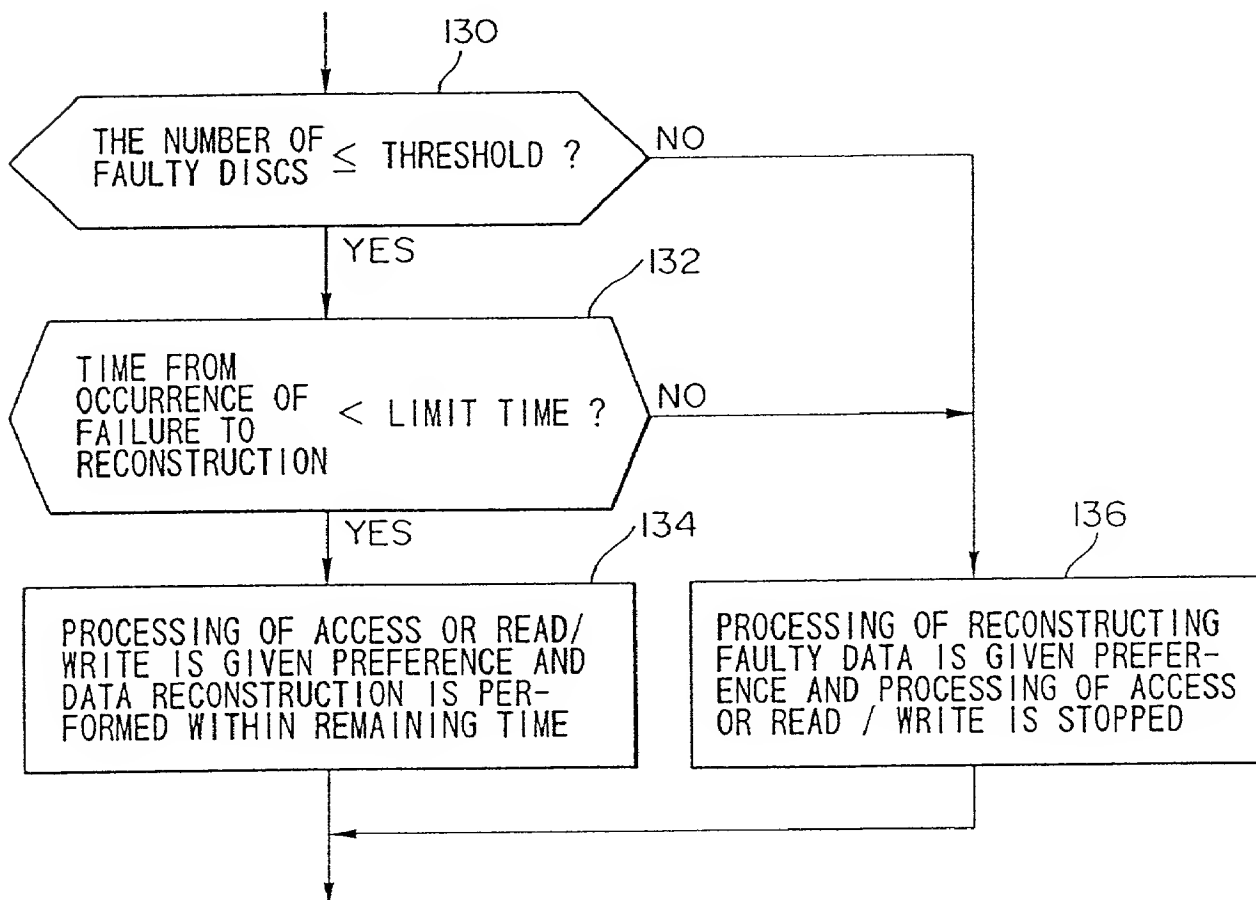 130
THE NUMBER OF
FAULTY DISCS ≤ THRESHOLD ?
NO
YES
132
TIME FROM
OCCURRENCE OF
FAILURE TO
RECONSTRUCTION
< LIMIT TIME ?
NO
YES
134
PROCESSING OF ACCESS OR READ/
WRITE IS GIVEN PREFERENCE AND
DATA RECONSTRUCTION IS PER-
FORMED WITHIN REMAINING TIME
136
PROCESSING OF RECONSTRUCTING
FAULTY DATA IS GIVEN PREFER-
ENCE AND PROCESSING OF ACCESS
OR READ / WRITE IS STOPPED